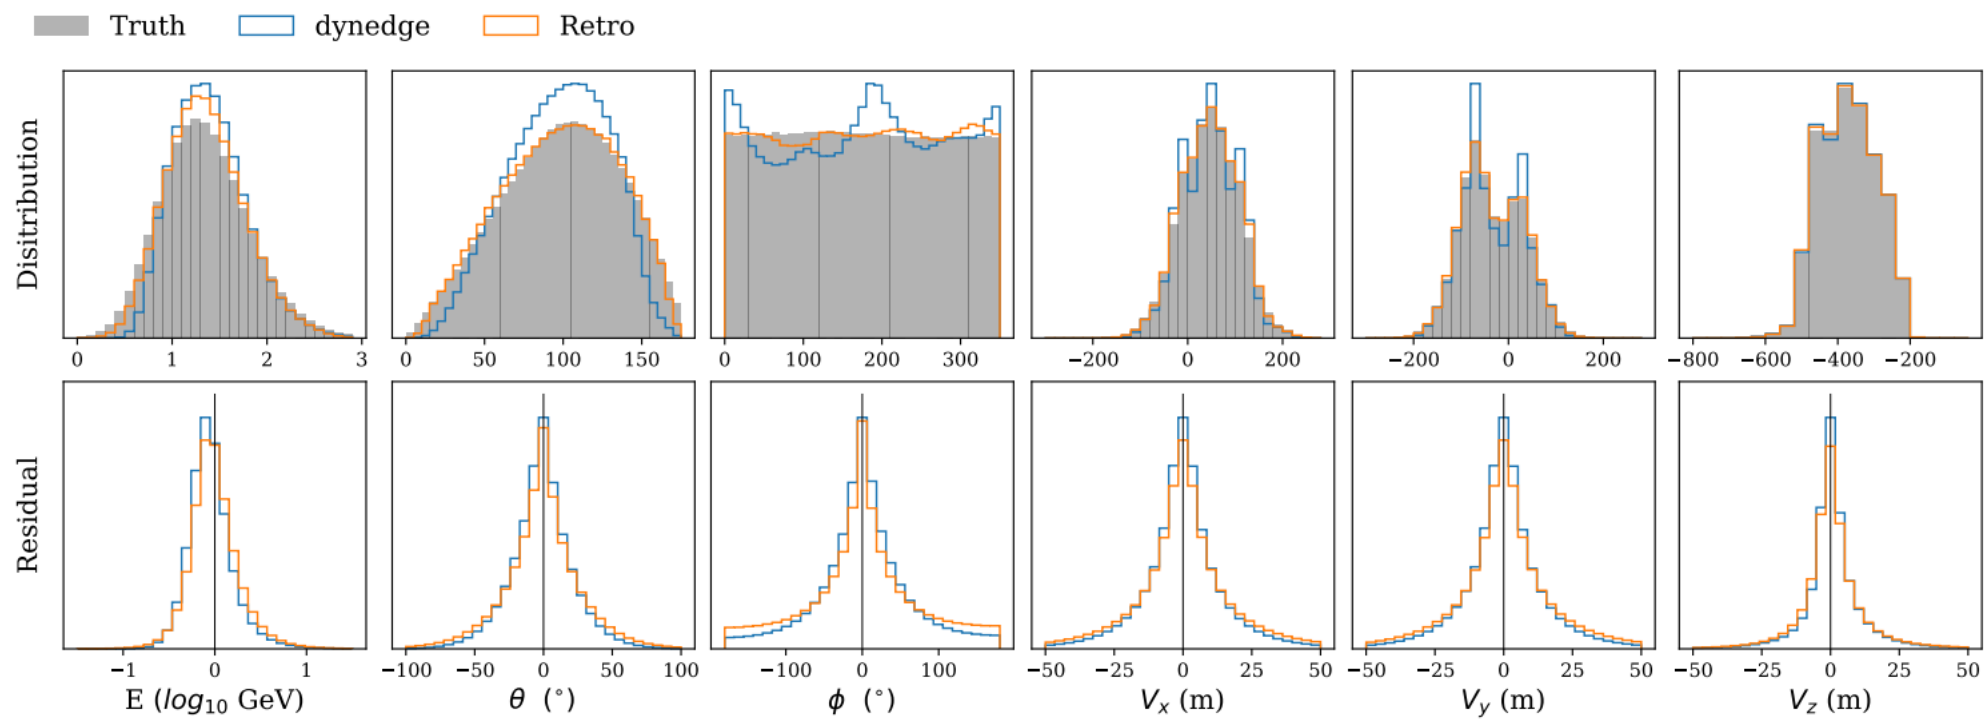 Truth dynedge Retro
Disitribution
0 1 2 3
0 50 100 150
0 100 200 300
−200 0 200
−200 0 200
−800 −600 −400 −200
Residual
−1 0 1
−100 −50 0 50 100
−100 0 100
−50 −25 0 25 50
−50 −25 0 25 50
−50 −25 0 25 50
E (log10 GeV)
θ (°)
ϕ (°)
Vx (m)
Vy (m)
Vz (m)